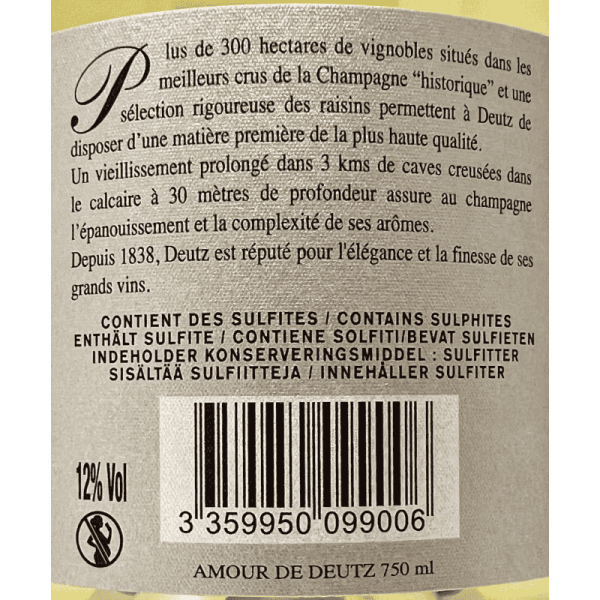 Plus de 300 hectares de vignobles situés dans les
meilleurs crus de la Champagne “historique” et une
sélection rigoureuse des raisins permettent à Deutz de
disposer d’une matière première de la plus haute qualité.
Un vieillissement prolongé dans 3 kms de caves creusées dans
le calcaire à 30 mètres de profondeur assure au champagne
l’épanouissement et la complexité de ses arômes.
Depuis 1838, Deutz est réputé pour l'élégance et la finesse de ses
grands vins.
CONTIENT DES SULFITES / CONTAINS SULPHITES
ENTHÄLT SULFITE / CONTIENE SOLFITI/BEVAT SULFIETEN
INDEHOLDER KONSERVERINGSMIDDEL : SULFITTER
SISÄLTÄÄ SULFIITTEJA / INNEHÅLLER SULFITER
12% Vol
3 359950 099006
AMOUR DE DEUTZ 750 ml